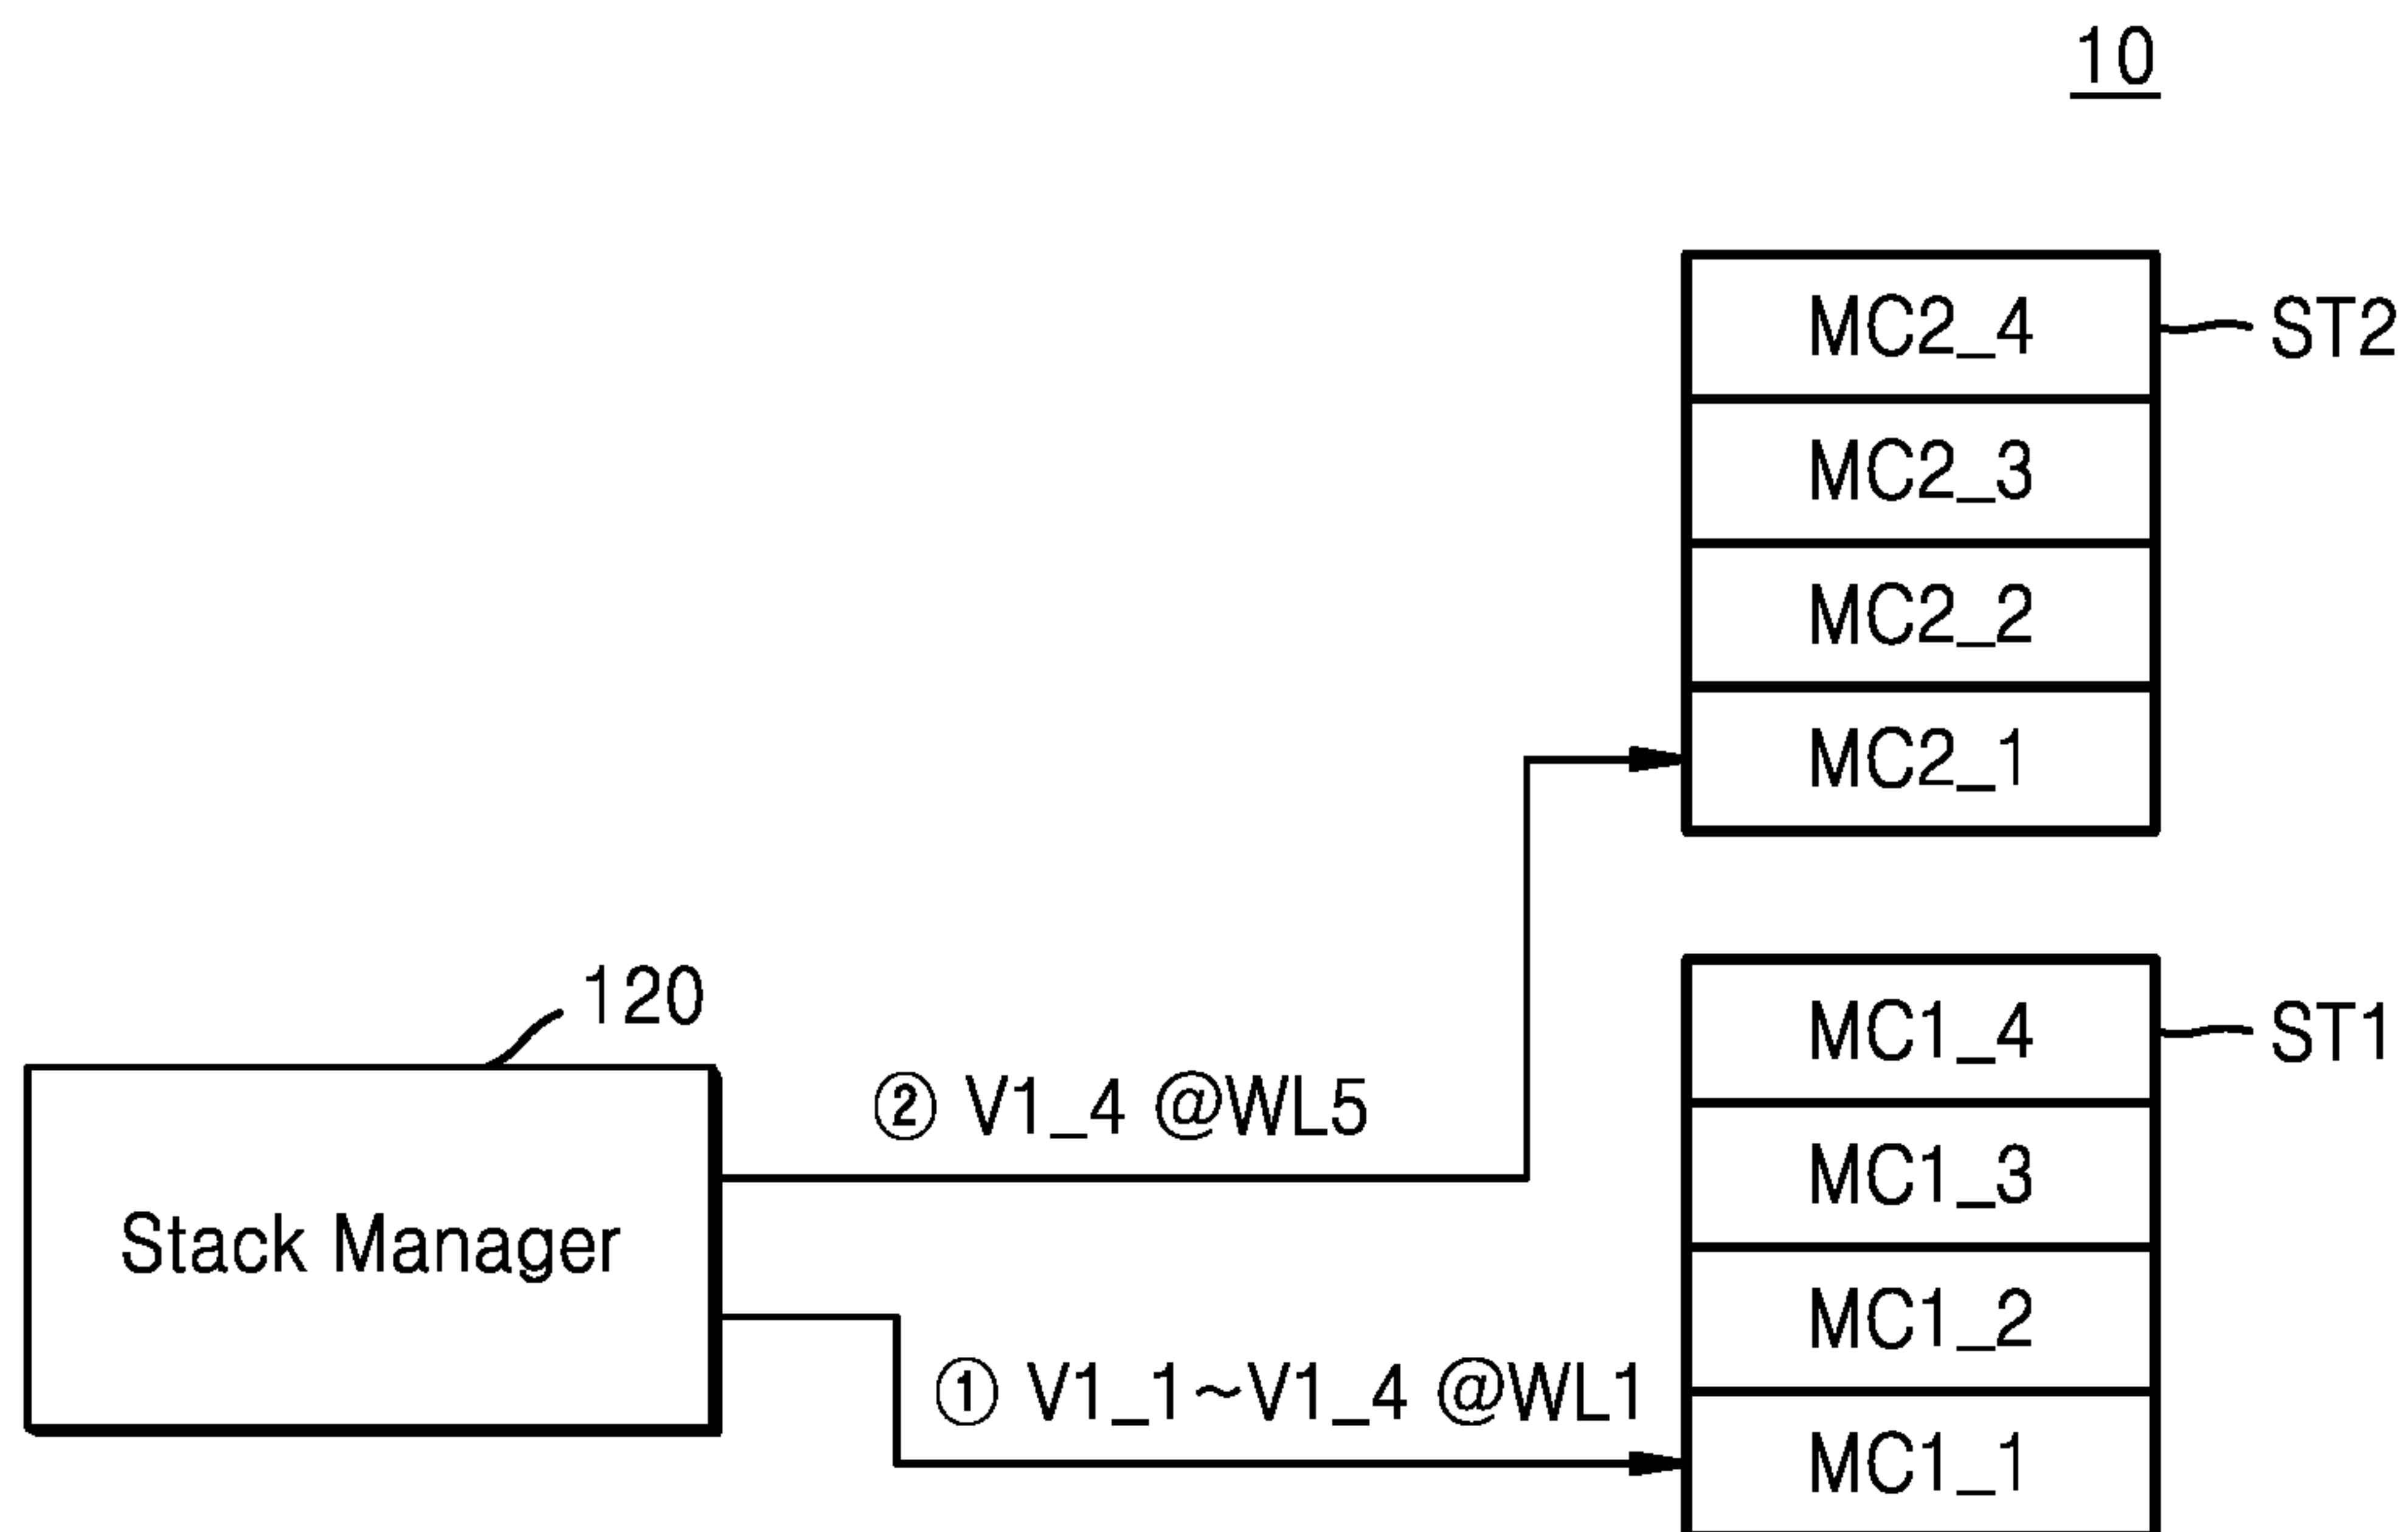 10
MC2_4
ST2
MC2_3
MC2_2
MC2_1
120
MC1_4
ST1
② V1_4 @WL5
MC1_3
Stack Manager
MC1_2
① V1_1~V1_4 @WL1
MC1_1